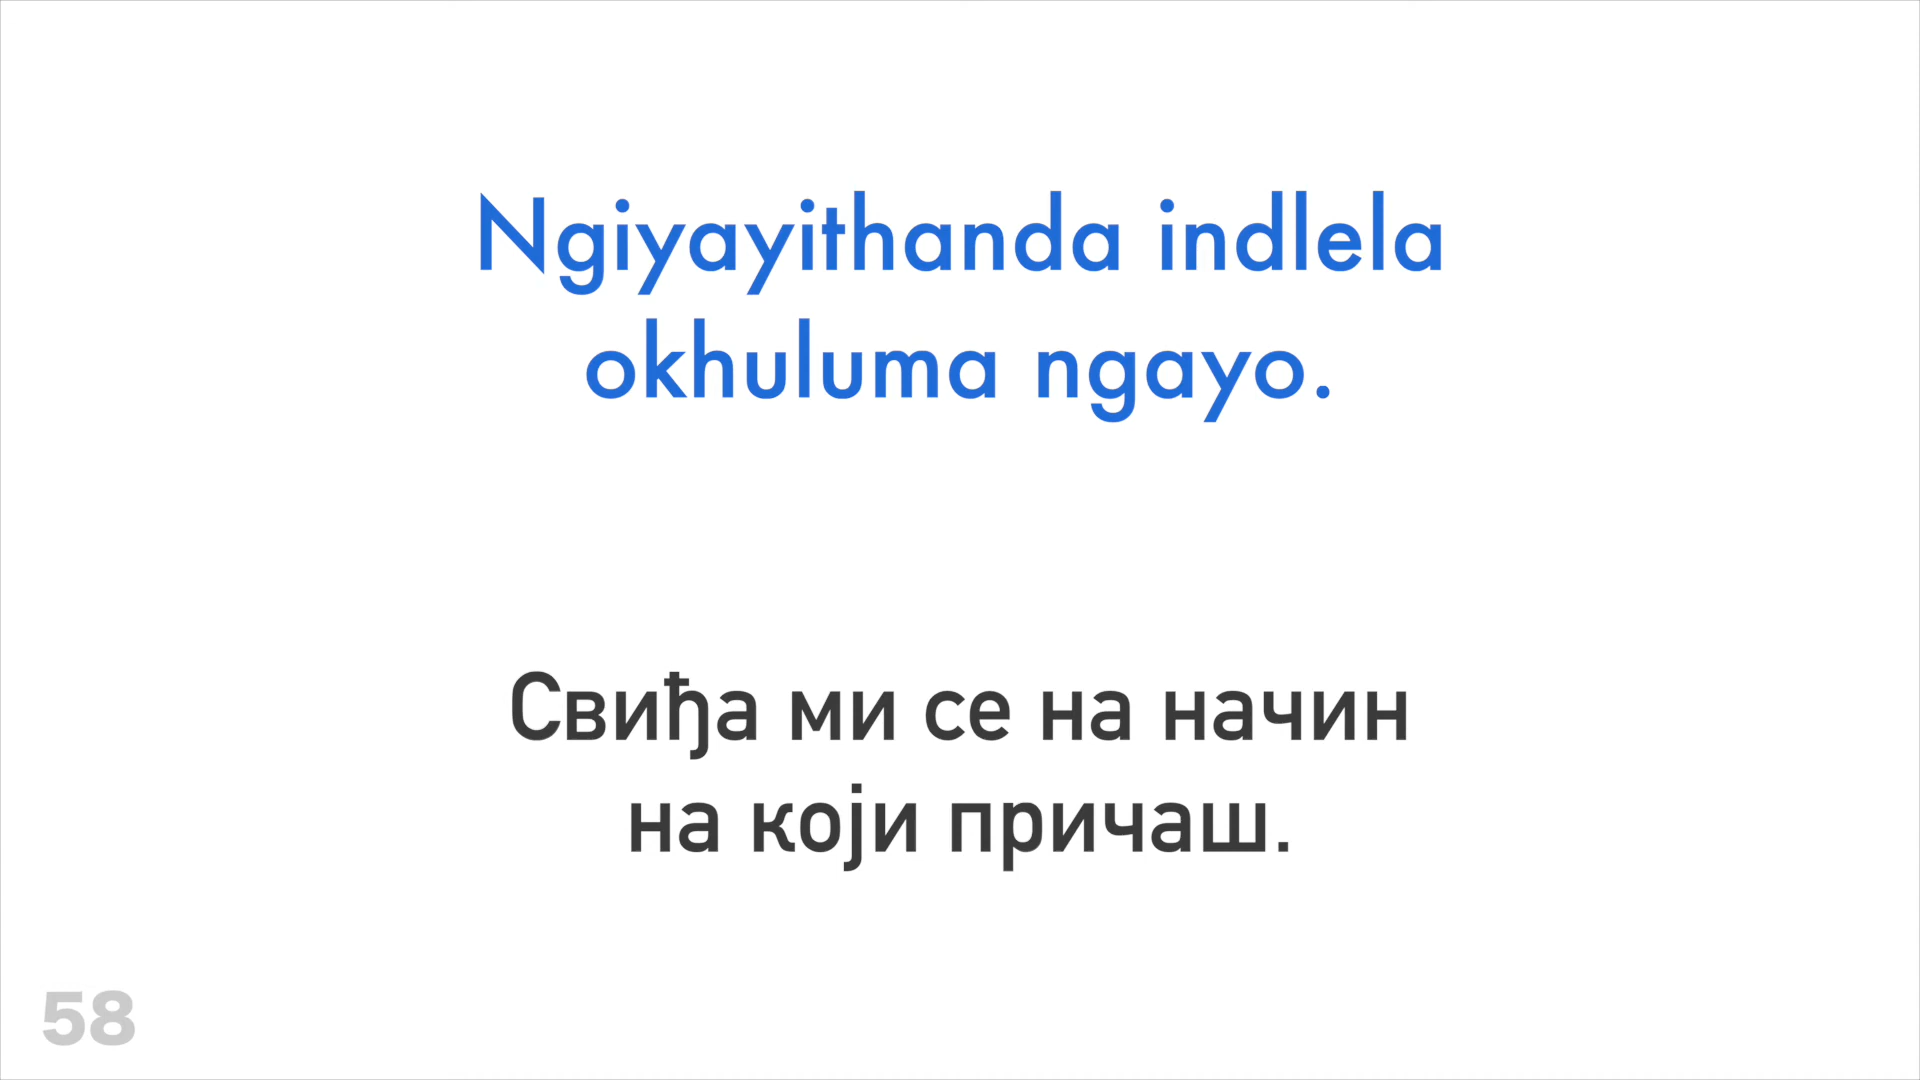 Ngiyayithanda indlela
okhuluma ngayo.
Свиђа ми се на начин
на који причаш.
58